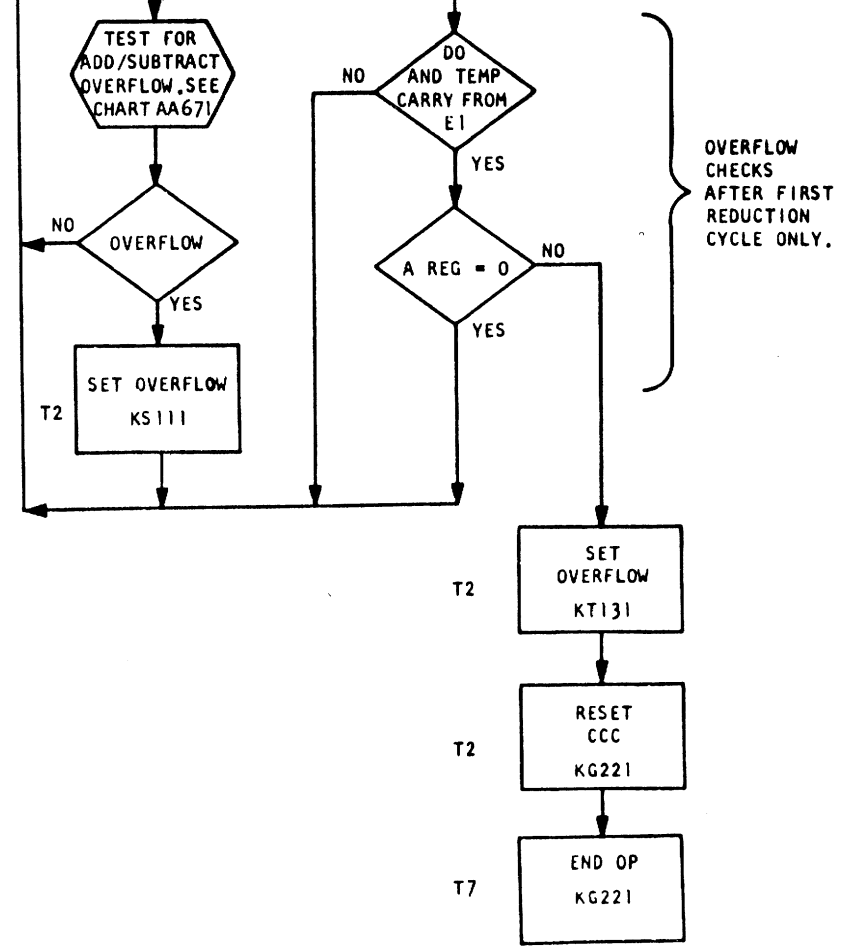 TEST FOR
ADD/SUBTRACT
OVERFLOW.SEE
CHART AA671
NO
OVERFLOW
YES
T2
SET OVERFLOW
KS111
DO
AND TEMP
CARRY FROM
E1
NO
YES
A REG = 0
NO
YES
OVERFLOW
CHECKS
AFTER FIRST
REDUCTION
CYCLE ONLY.
T2
SET
OVERFLOW
KT131
T2
RESET
CCC
KG221
T7
END OP
KG221